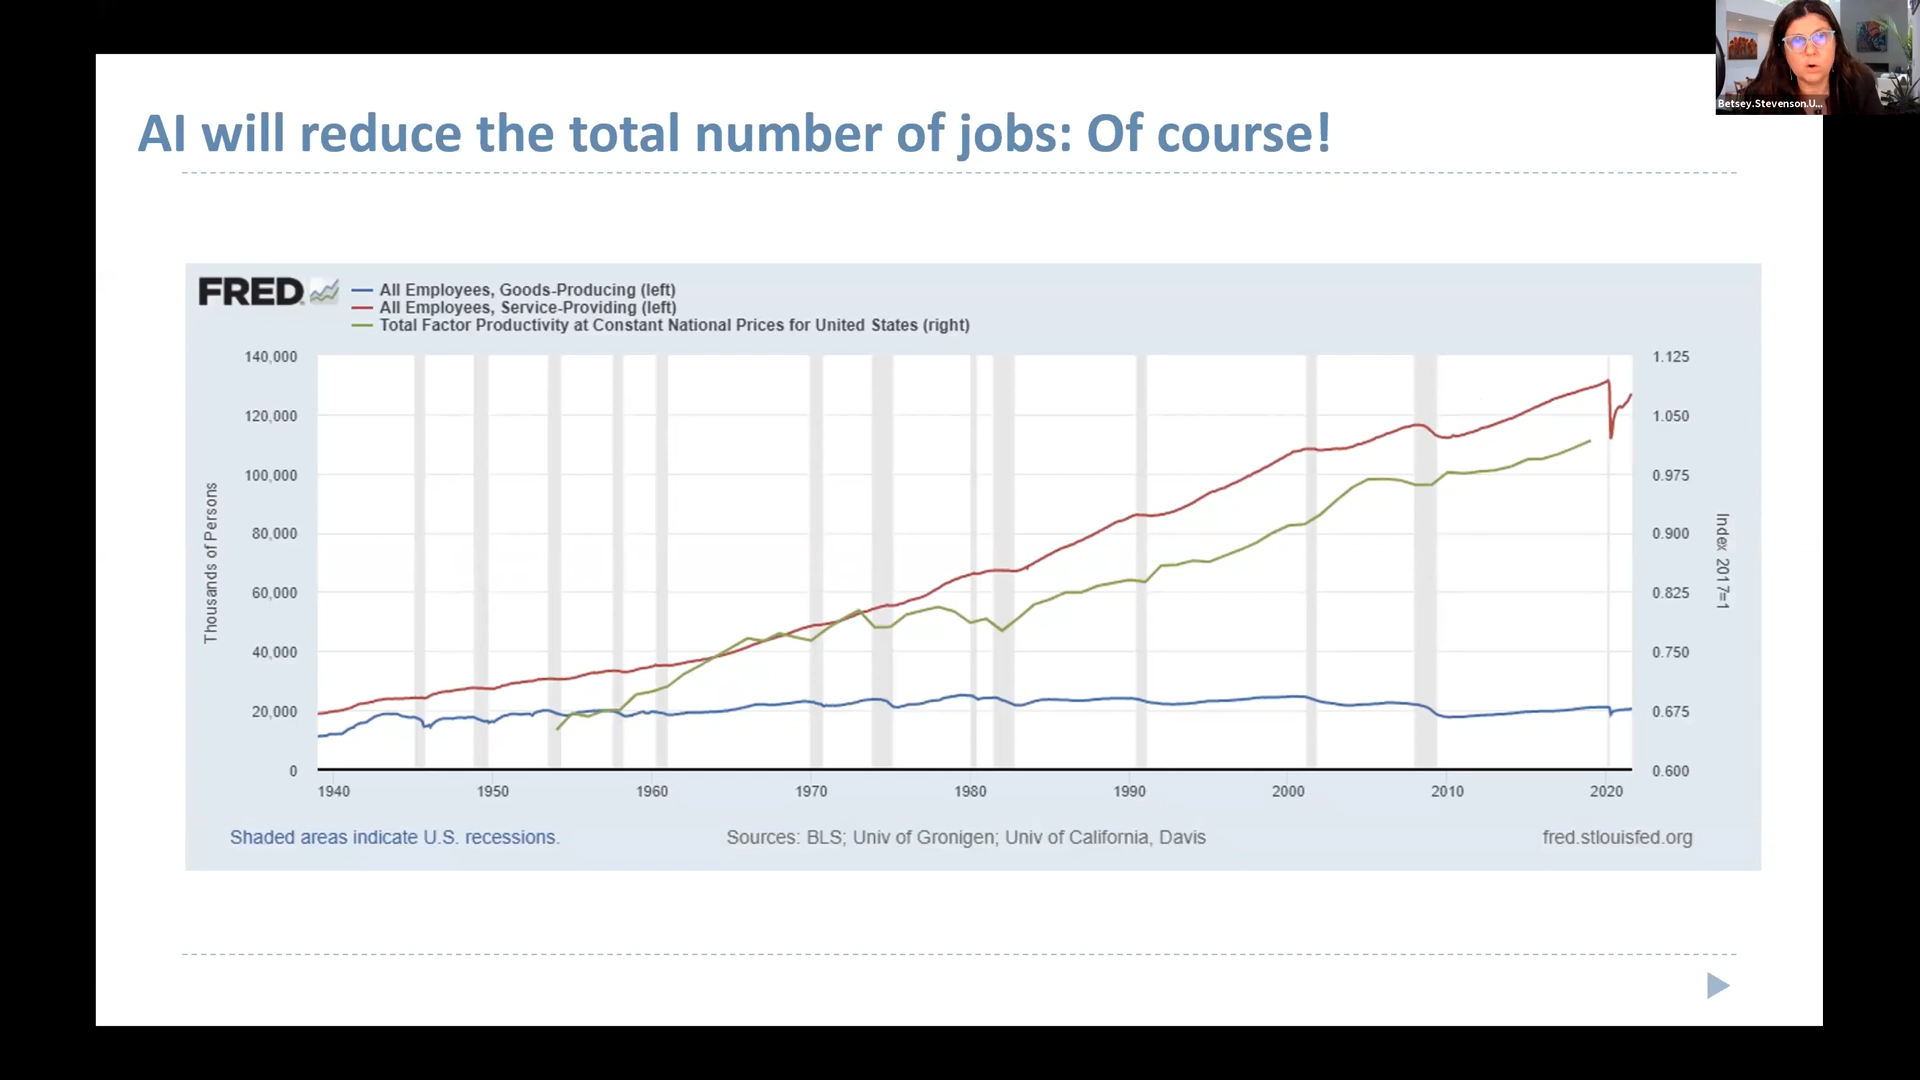 Betsey.Stevenson.U...
AI will reduce the total number of jobs: Of course!
FRED
All Employees, Goods-Producing (left)
All Employees, Service-Providing (left)
Total Factor Productivity at Constant National Prices for United States (right)
140,000
120,000
100,000
80,000
60,000
40,000
20,000
0
Thousands of Persons
1.125
1.050
0.975
0.900
0.825
0.750
0.675
0.600
Index 2017=1
1940 1950 1960 1970 1980 1990 2000 2010 2020
Shaded areas indicate U.S. recessions. Sources: BLS; Univ of Gronigen; Univ of California, Davis fred.stlouisfed.org